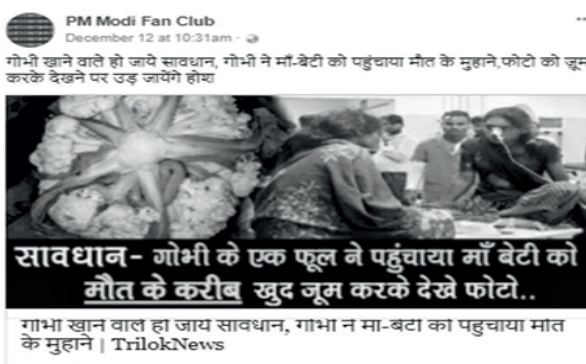 PM Modi Fan Club
December 12 at 10:31am ·
गोभी खाने वाले हो जाये सावधान, गोभी ने माँ-बेटी को पहुंचाया मौत के मुहाने,फोटो को ज़ूम
करके देखने पर उड़ जायेंगे होश
सावधान- गोभी के एक फूल ने पहुंचाया माँ बेटी को
मौत के करीब खुद जूम करके देखे फोटो..
गोभी खाने वाले हो जाये सावधान, गोभी ने माँ-बेटी को पहुंचाया मौत
के मुहाने | TrilokNews